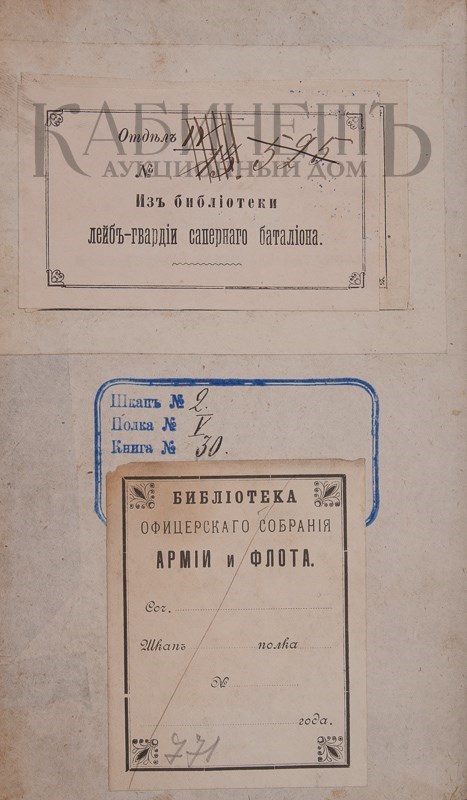 КАБИНЕТЪ
АУКЦИОННЫЙ ДОМ
Отдѣлъ
№ 595
Изъ библіотеки
лейбъ-гвардіи сапернаго баталіона.
Шкапъ № 2.
Полка № V
Книга № 30.
БИБЛІОТЕКА
ОФИЦЕРСКАГО СОБРАНІЯ
АРМІИ и ФЛОТА.
Соч.
Шкапъ полка
№
года.
771